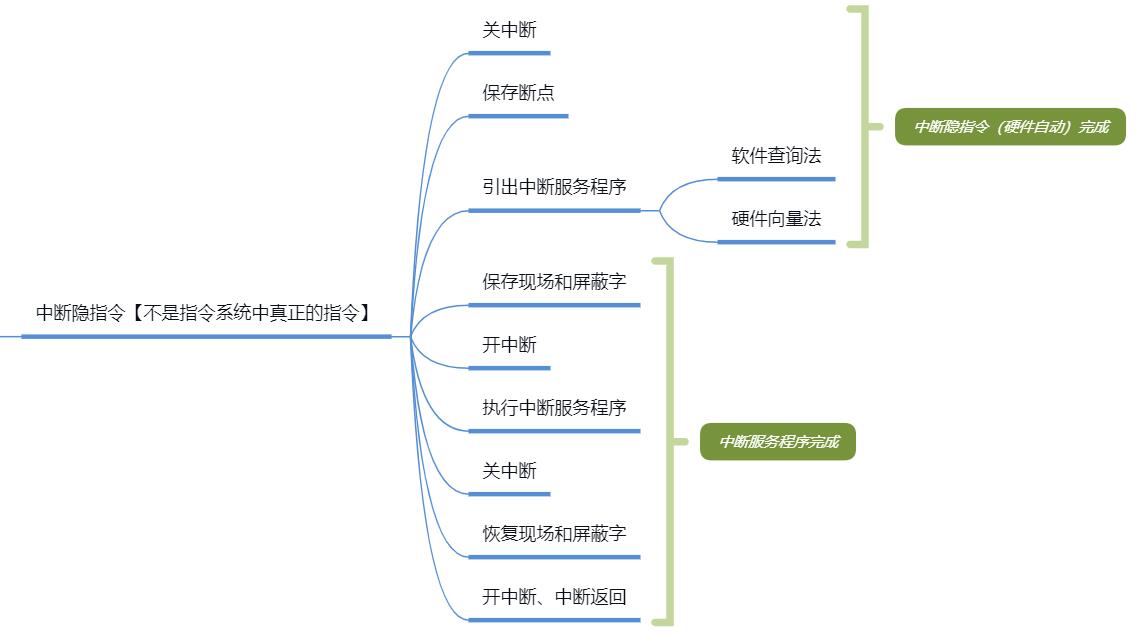 关中断
保存断点
中断隐指令（硬件自动）完成
软件查询法
引出中断服务程序
硬件向量法
保存现场和屏蔽字
中断隐指令【不是指令系统中真正的指令】
开中断
执行中断服务程序
中断服务程序完成
关中断
恢复现场和屏蔽字
开中断、中断返回